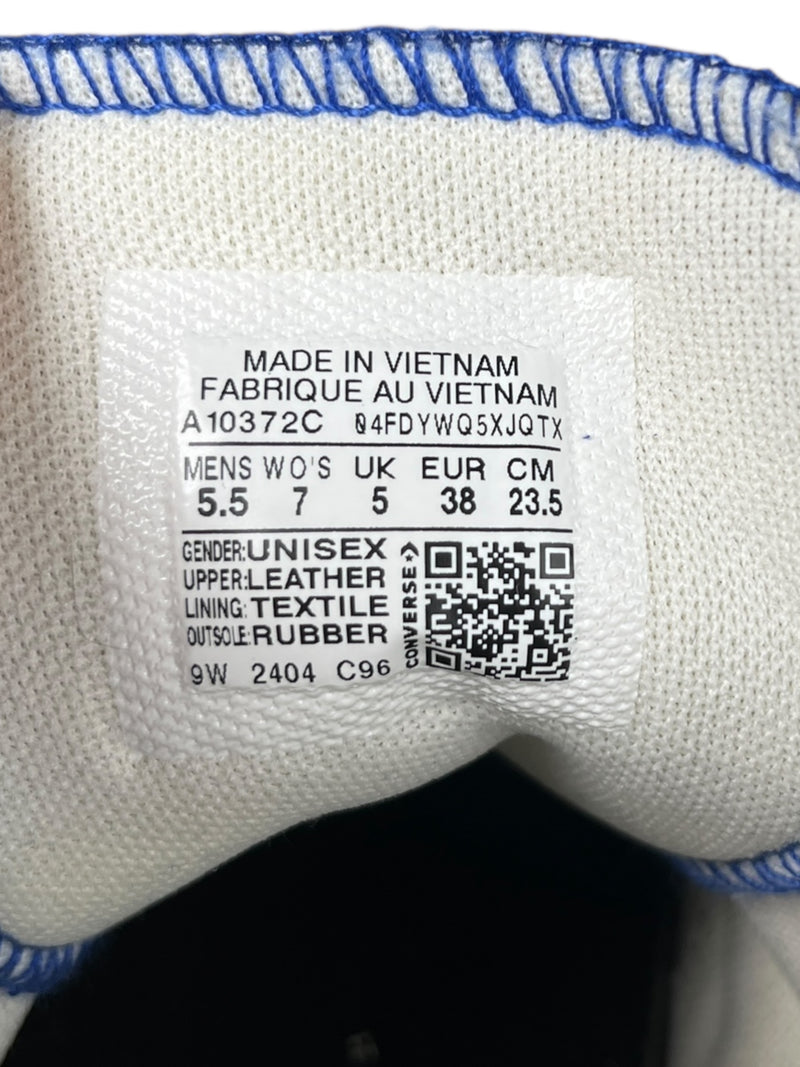 MADE IN VIETNAM
FABRIQUE AU VIETNAM
A10372C 04FDYWQ5XJQTX
MENS WO'S UK EUR CM
5.5 7 5 38 23.5
GENDER:UNISEX
UPPER:LEATHER
LINING:TEXTILE
OUTSOLE:RUBBER
CONVERSE
9W 2404 C96